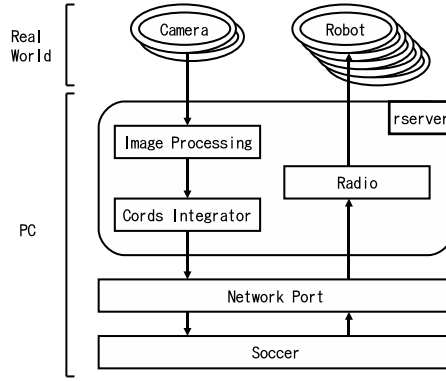 Real
World
Camera
Robot
rserver
Image Processing
Radio
Cords Integrator
PC
Network Port
Soccer